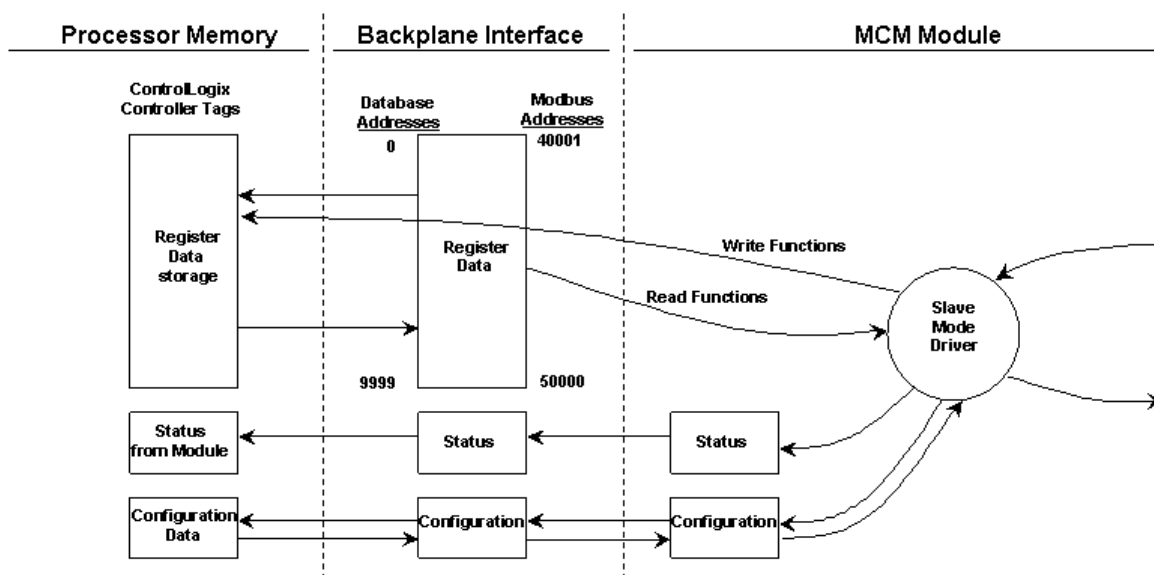 Processor Memory
Backplane Interface
MCM Module
ControlLogix
Controller Tags
Database
Addresses
0
Modbus
Addresses
40001
Register
Data
storage
Register
Data
Write Functions
Read Functions
Slave
Mode
Driver
9999
50000
Status
from Module
Status
Status
Configuration
Data
Configuration
Configuration